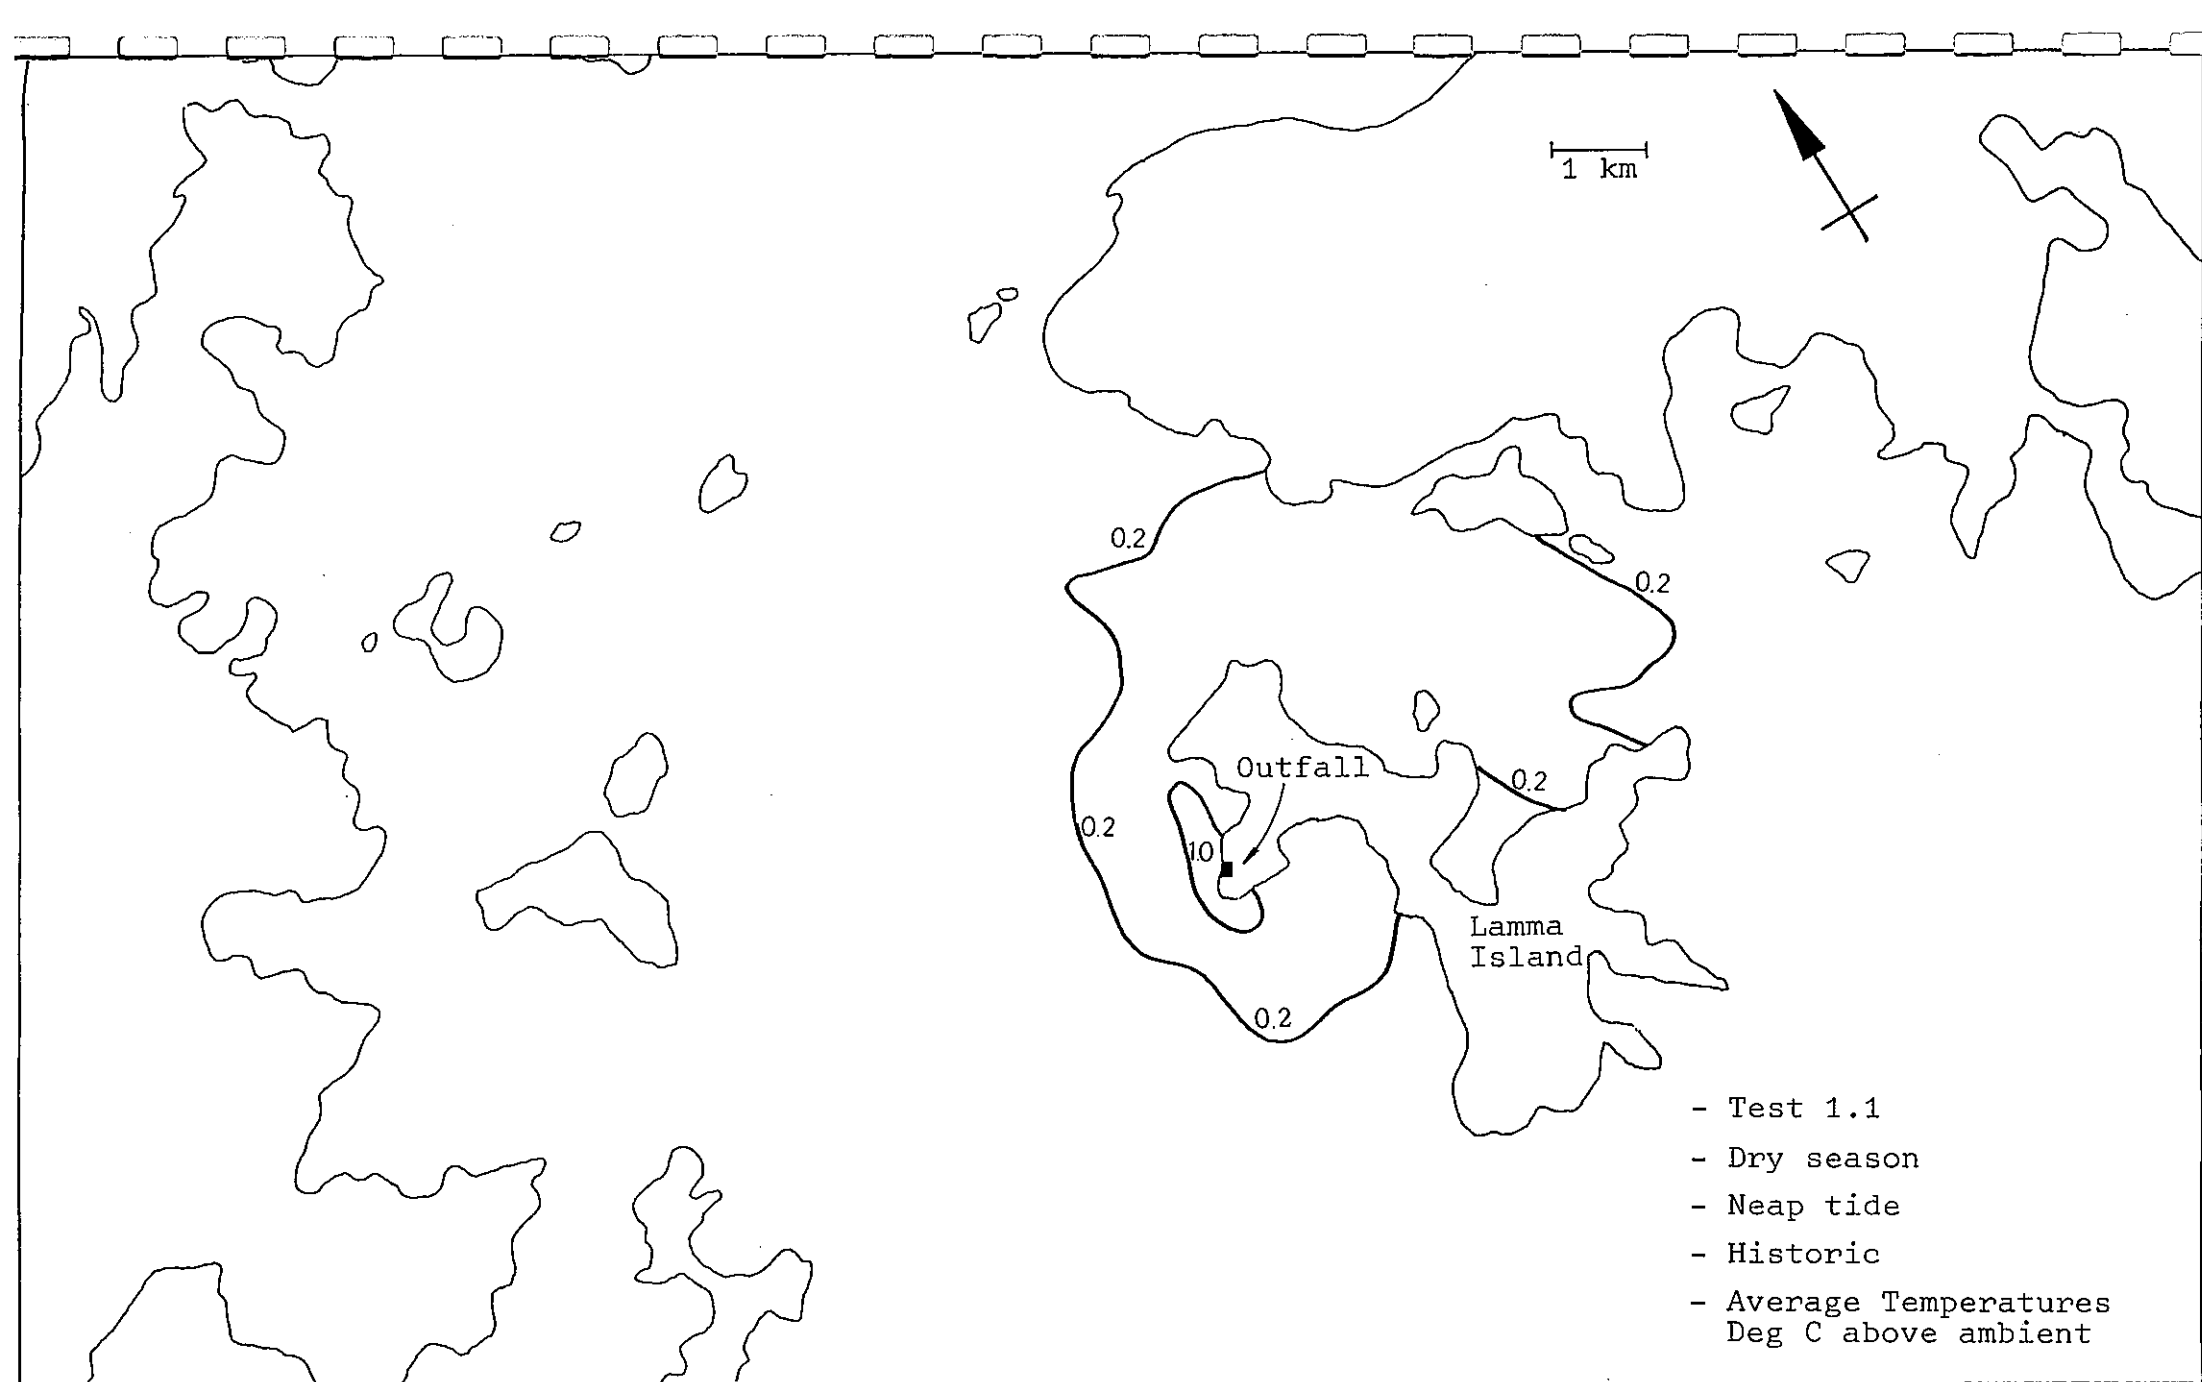 1 km
0.2
0.2
Outfall
0.2
0.2
1.0
Lamma
Island
0.2
- Test 1.1
- Dry season
- Neap tide
- Historic
- Average Temperatures
Deg C above ambient